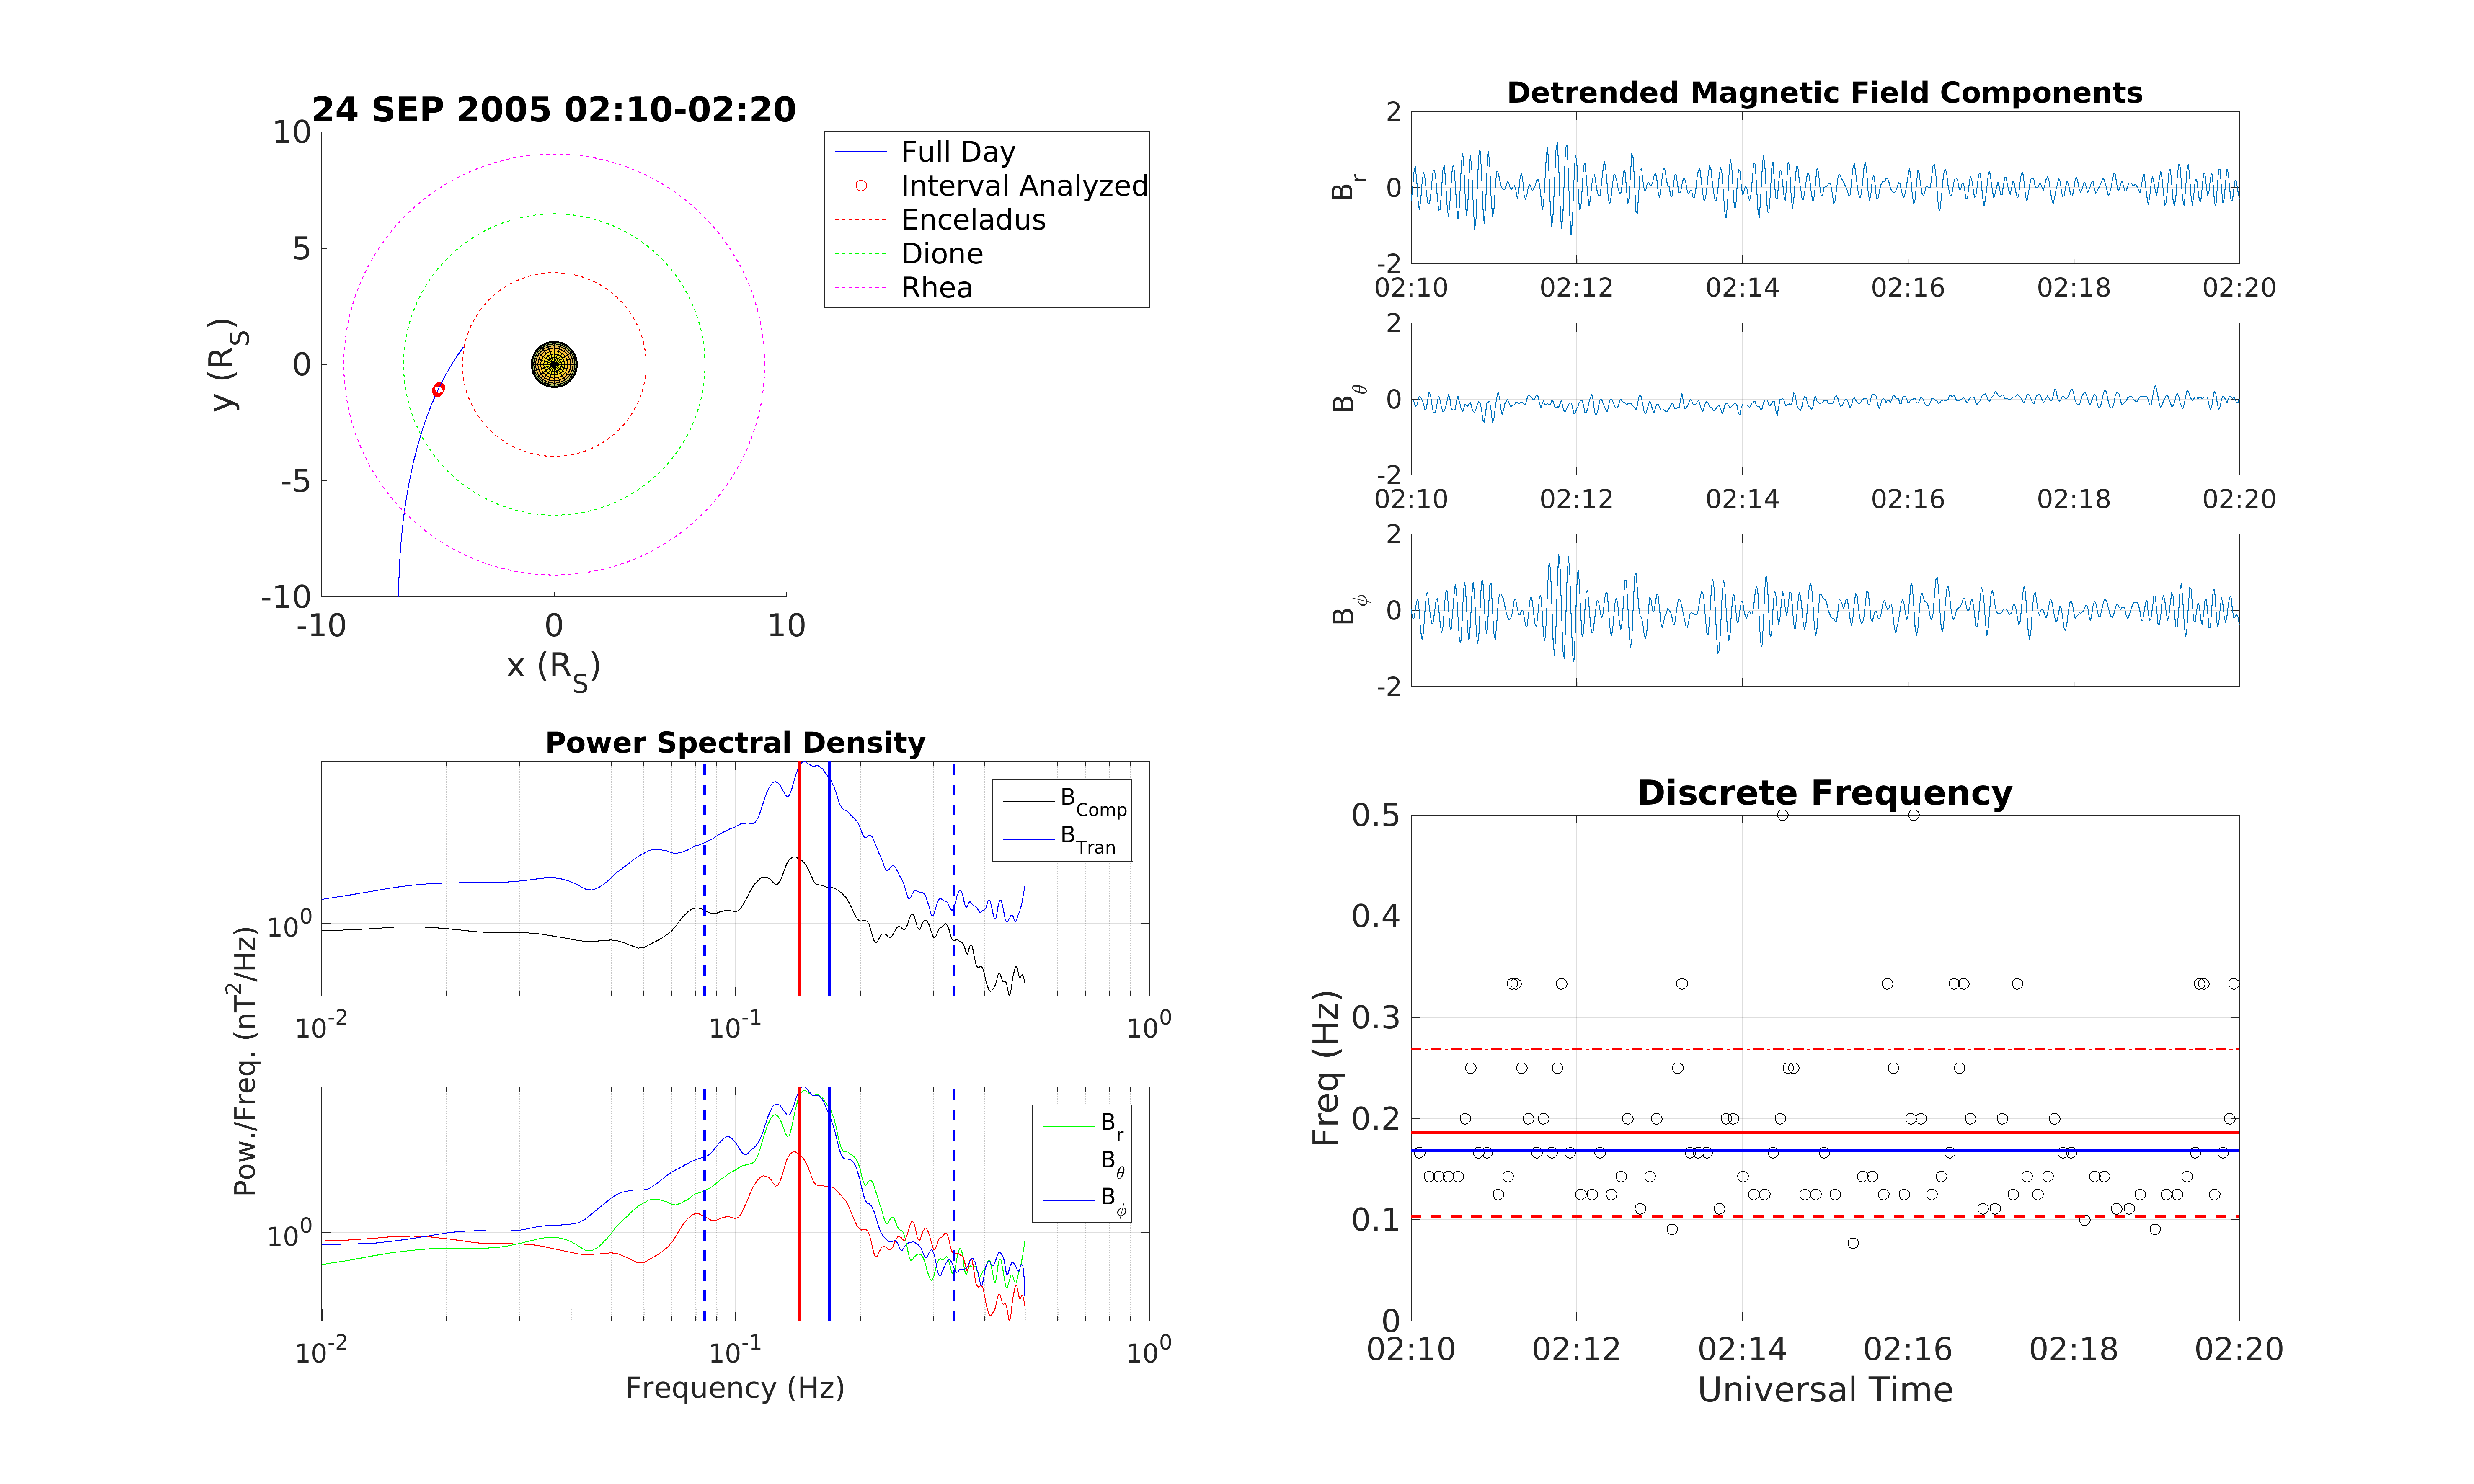 24 SEP 2005 02:10-02:20
10
5
0
-5
-10
-10 0 10
x (R_S)
y (R_S)
Full Day
Interval Analyzed
Enceladus
Dione
Rhea
Detrended Magnetic Field Components
2
0
-2
B_r
02:10 02:12 02:14 02:16 02:18 02:20
2
0
-2
B_θ
02:10 02:12 02:14 02:16 02:18 02:20
2
0
-2
B_ϕ
Power Spectral Density
10^0
B_Comp
B_Tran
10^-2 10^-1 10^0
Pow./Freq. (nT^2/Hz)
10^0
B_r
B_θ
B_ϕ
10^-2 10^-1 10^0
Frequency (Hz)
Discrete Frequency
0.5
0.4
0.3
0.2
0.1
0
Freq (Hz)
02:10 02:12 02:14 02:16 02:18 02:20
Universal Time